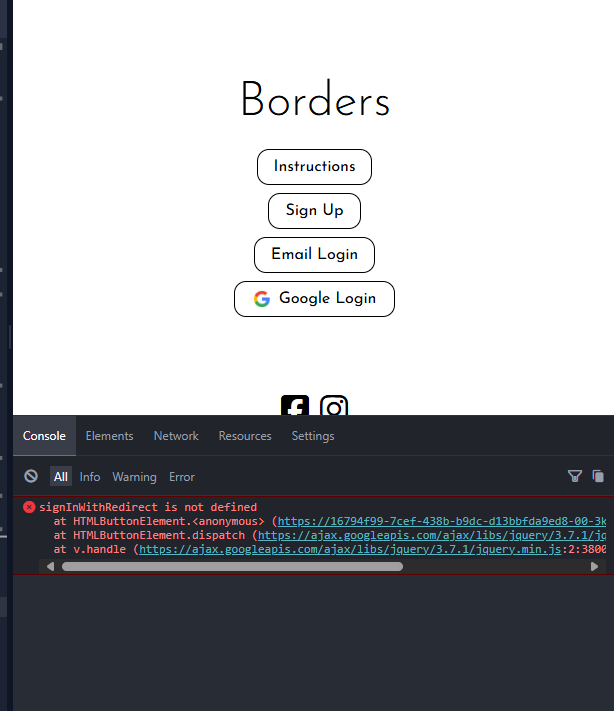 Borders
Instructions
Sign Up
Email Login
Google Login
Console Elements Network Resources Settings
All Info Warning Error
signInWithRedirect is not defined
at HTMLButtonElement.<anonymous> (https://16794f99-7cef-438b-b9dc-d13bbfda9ed8-00-3k
at HTMLButtonElement.dispatch (https://ajax.googleapis.com/ajax/libs/jquery/3.7.1/jq
at v.handle (https://ajax.googleapis.com/ajax/libs/jquery/3.7.1/jquery.min.js:2:3800